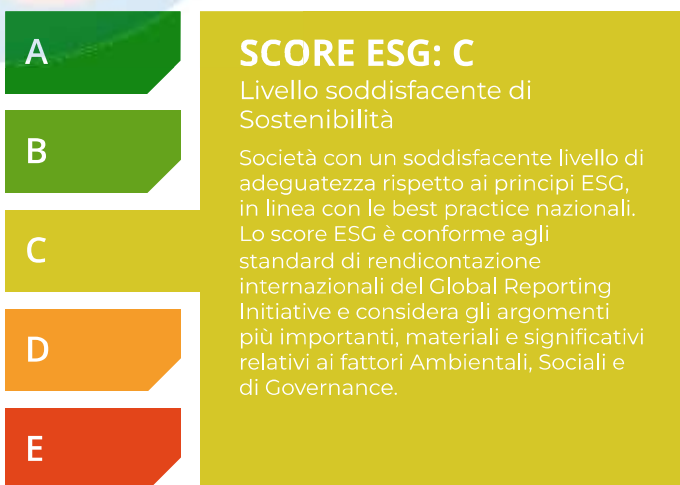 A
B
C
D
E
SCORE ESG: C
Livello soddisfacente di
Sostenibilità
Società con un soddisfacente livello di
adeguatezza rispetto ai principi ESG,
in linea con le best practice nazionali.
Lo score ESG è conforme agli
standard di rendicontazione
internazionali del Global Reporting
Initiative e considera gli argomenti
più importanti, materiali e significativi
relativi ai fattori Ambientali, Sociali e
di Governance.